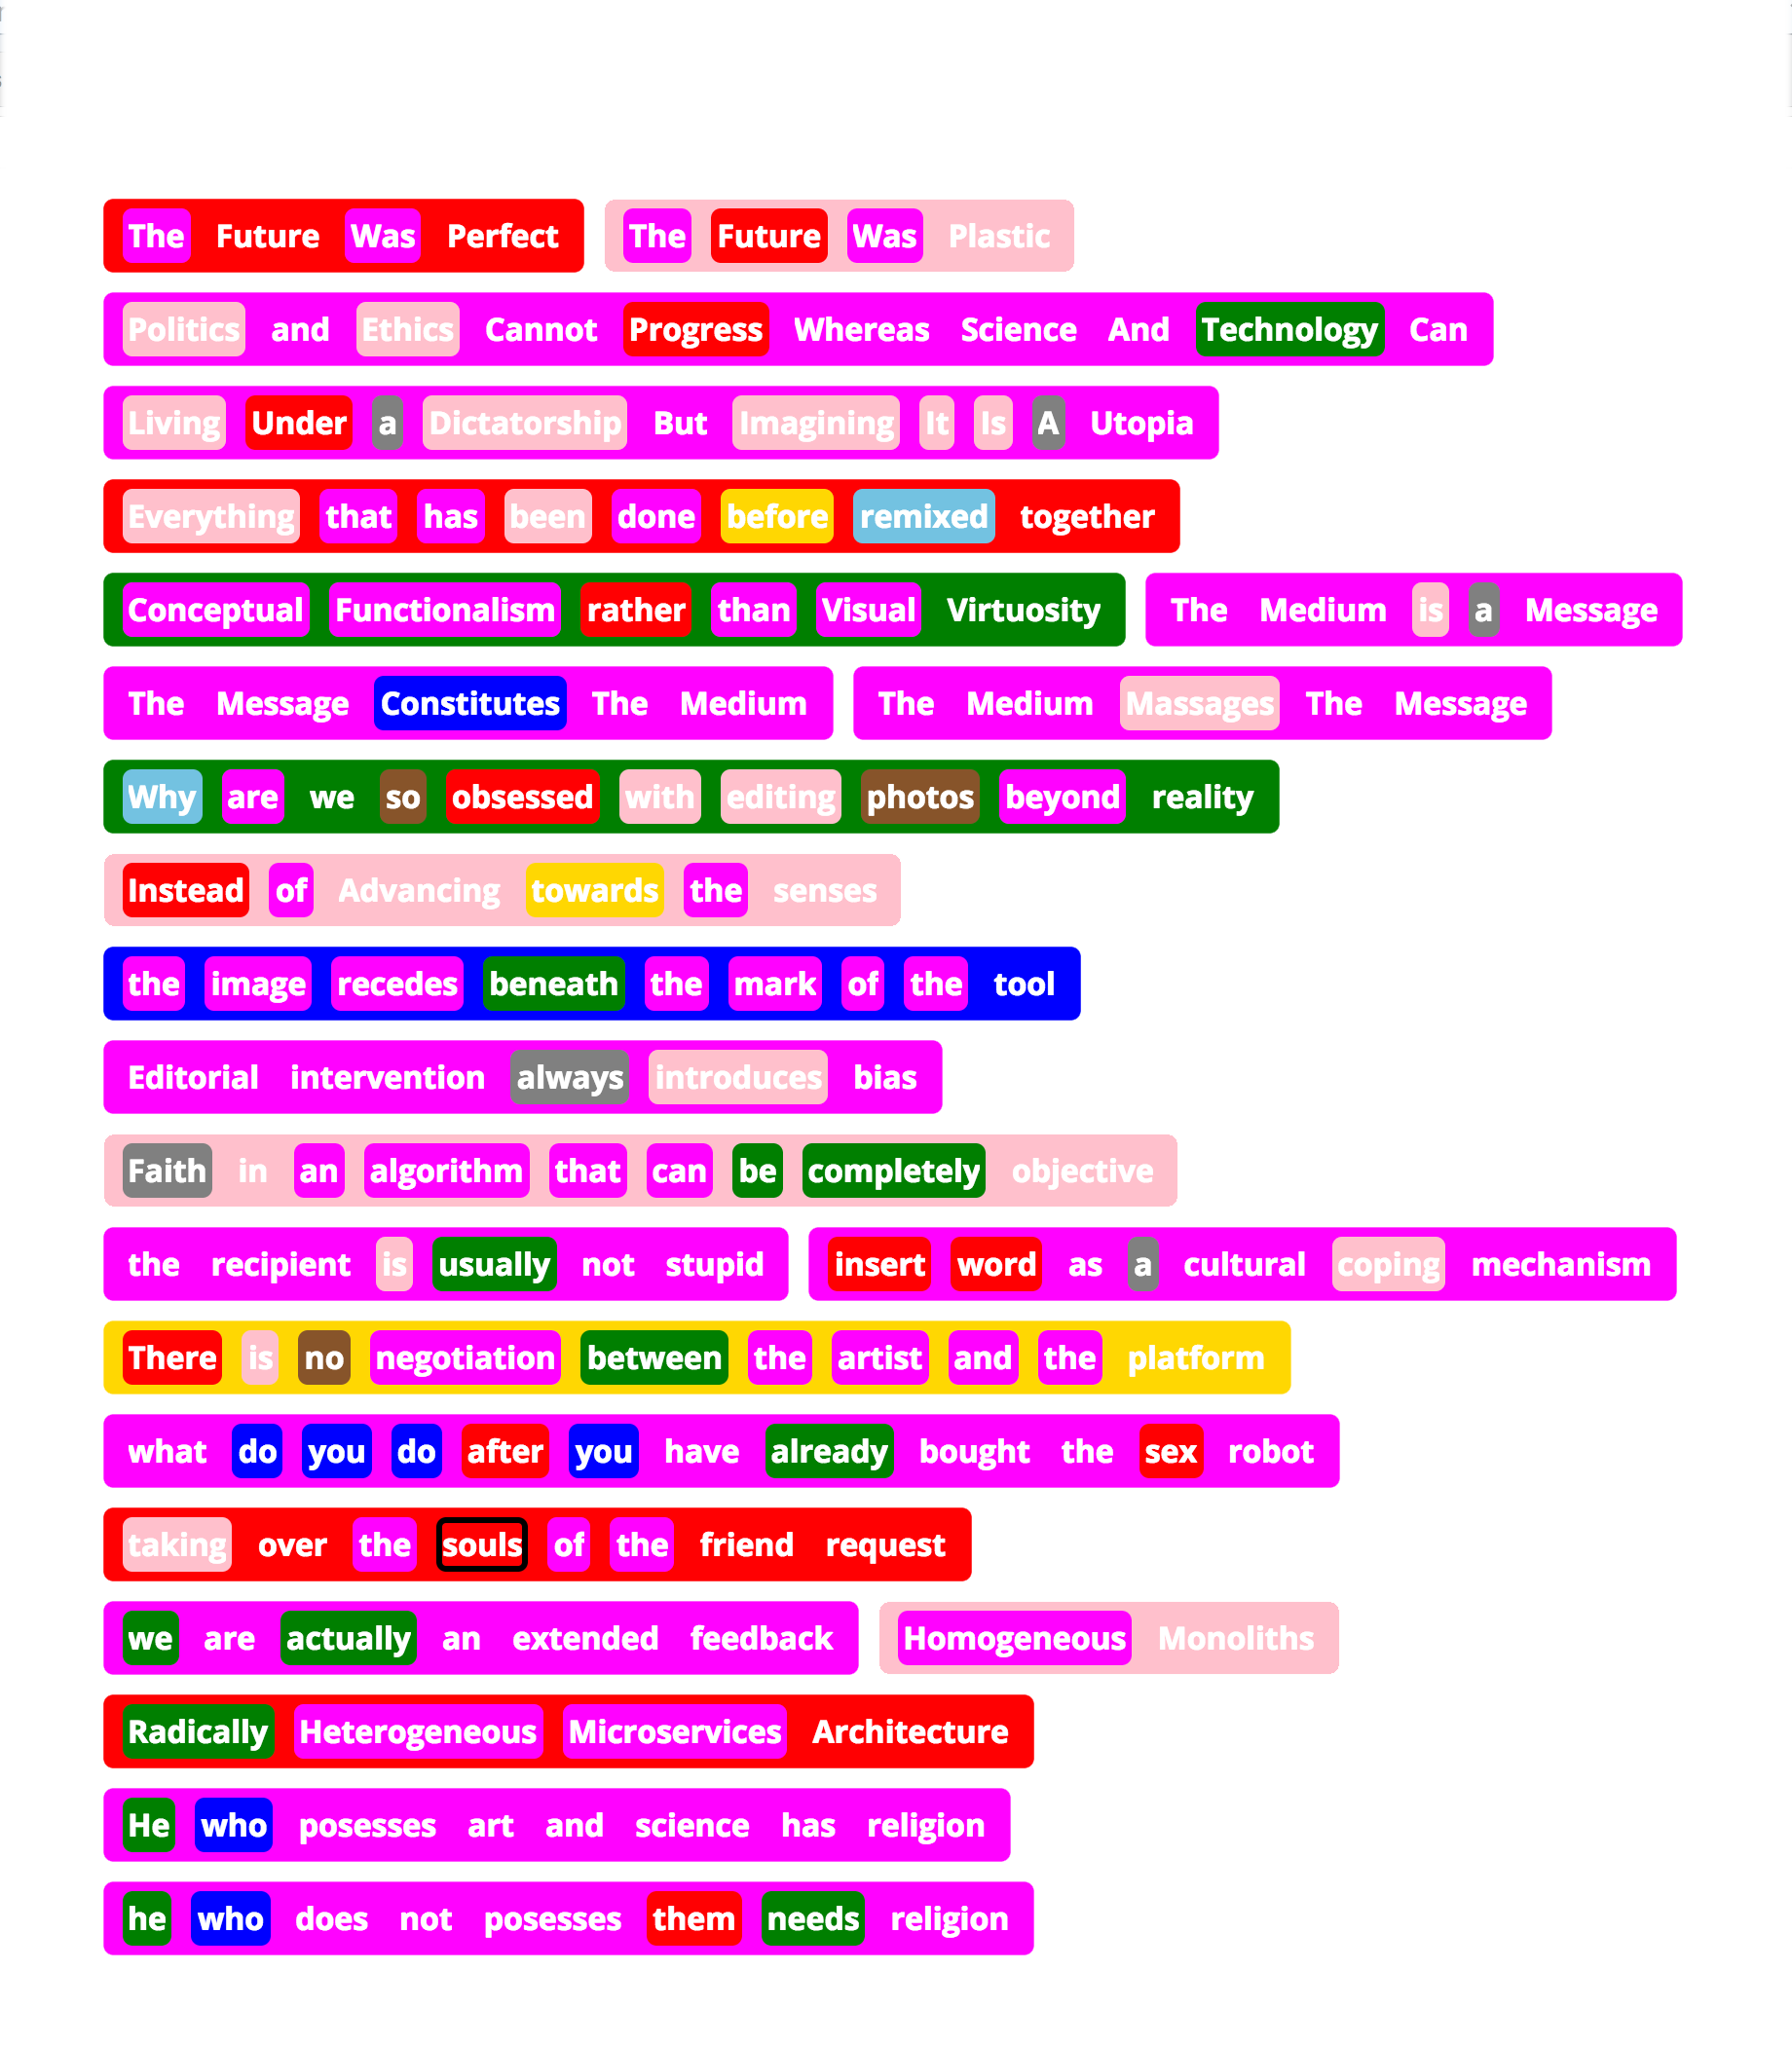 The Future Was Perfect The Future Was Plastic
Politics and Ethics Cannot Progress Whereas Science And Technology Can
Living Under a Dictatorship But Imagining It Is A Utopia
Everything that has been done before remixed together
Conceptual Functionalism rather than Visual Virtuosity The Medium is a Message
The Message Constitutes The Medium The Medium Massages The Message
Why are we so obsessed with editing photos beyond reality
Instead of Advancing towards the senses
the image recedes beneath the mark of the tool
Editorial intervention always introduces bias
Faith in an algorithm that can be completely objective
the recipient is usually not stupid insert word as a cultural coping mechanism
There is no negotiation between the artist and the platform
what do you do after you have already bought the sex robot
taking over the souls of the friend request
we are actually an extended feedback Homogeneous Monoliths
Radically Heterogeneous Microservices Architecture
He who posesses art and science has religion
he who does not posesses them needs religion